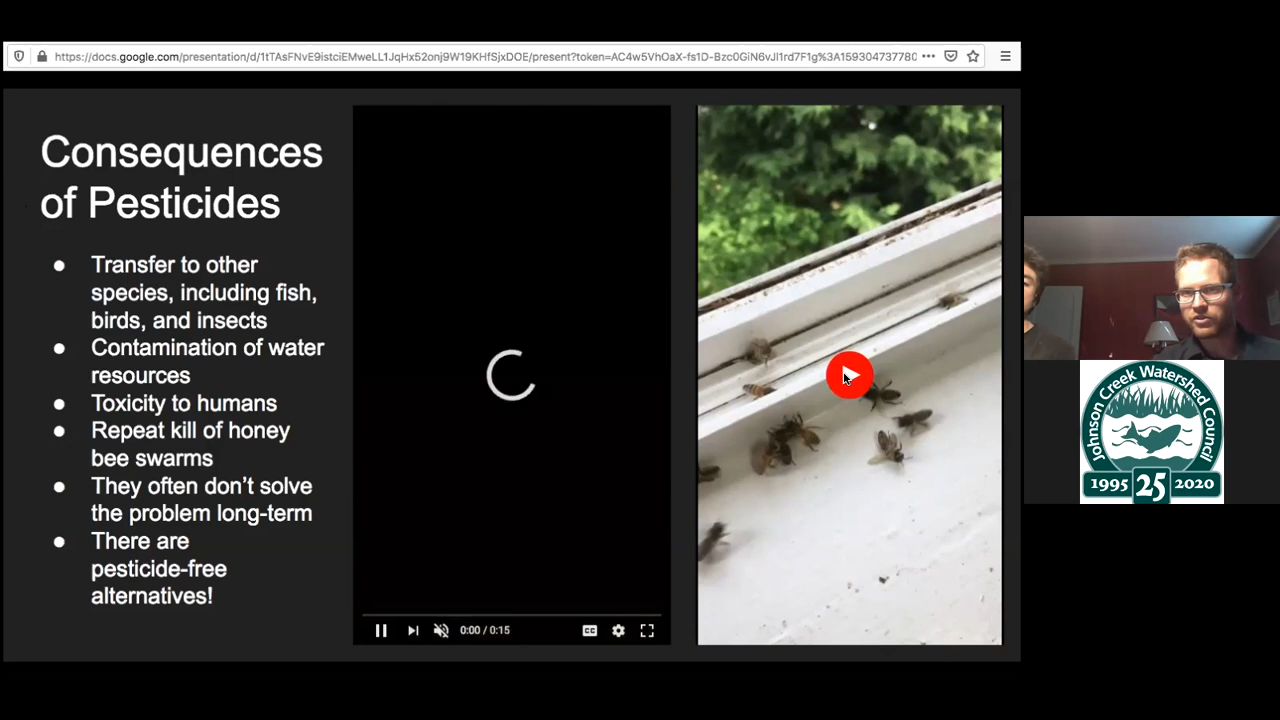 https://docs.google.com/presentation/d/1tTAsFNvE9istciEMweLL1JqHx52onj9W19KHfSjxDOE/present?token=AC4w5VhOaX-fs1D-Bzc0GiN6vJl1rd7F1g%3A159304737780
Consequences
of Pesticides
● Transfer to other
species, including fish,
birds, and insects
● Contamination of water
resources
● Toxicity to humans
● Repeat kill of honey
bee swarms
● They often don’t solve
the problem long-term
● There are
pesticide-free
alternatives!
0:00 / 0:15
CC
Johnson Creek Watershed Council
1995 25 2020